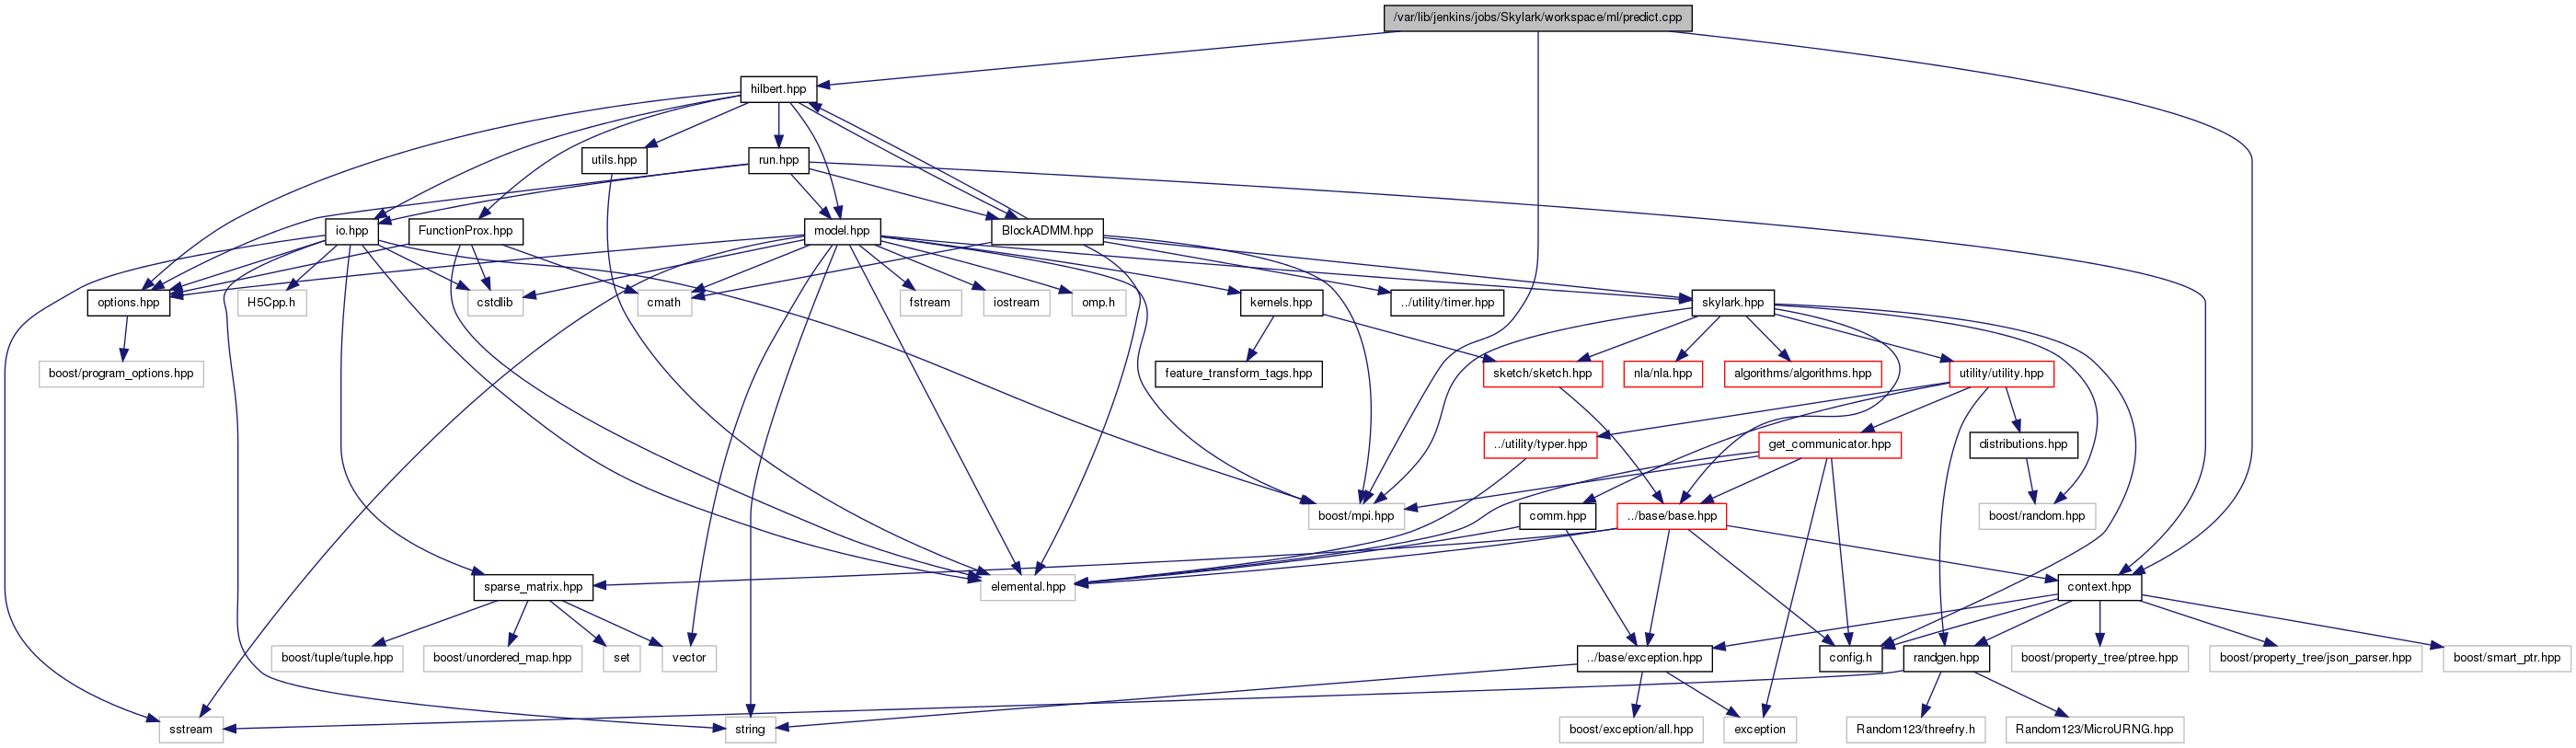 /var/lib/jenkins/jobs/Skylark/workspace/ml/predict.cpp
hilbert.hpp
utils.hpp
run.hpp
io.hpp
FunctionProx.hpp
model.hpp
BlockADMM.hpp
options.hpp
H5Cpp.h
cstdlib
cmath
fstream
iostream
omp.h
kernels.hpp
../utility/timer.hpp
skylark.hpp
boost/program_options.hpp
feature_transform_tags.hpp
sketch/sketch.hpp
nla/nla.hpp
algorithms/algorithms.hpp
utility/utility.hpp
../utility/typer.hpp
get_communicator.hpp
distributions.hpp
boost/mpi.hpp
comm.hpp
../base/base.hpp
boost/random.hpp
sparse_matrix.hpp
elemental.hpp
context.hpp
boost/tuple/tuple.hpp
boost/unordered_map.hpp
set
vector
../base/exception.hpp
config.h
randgen.hpp
boost/property_tree/ptree.hpp
boost/property_tree/json_parser.hpp
boost/smart_ptr.hpp
sstream
string
boost/exception/all.hpp
exception
Random123/threefry.h
Random123/MicroURNG.hpp